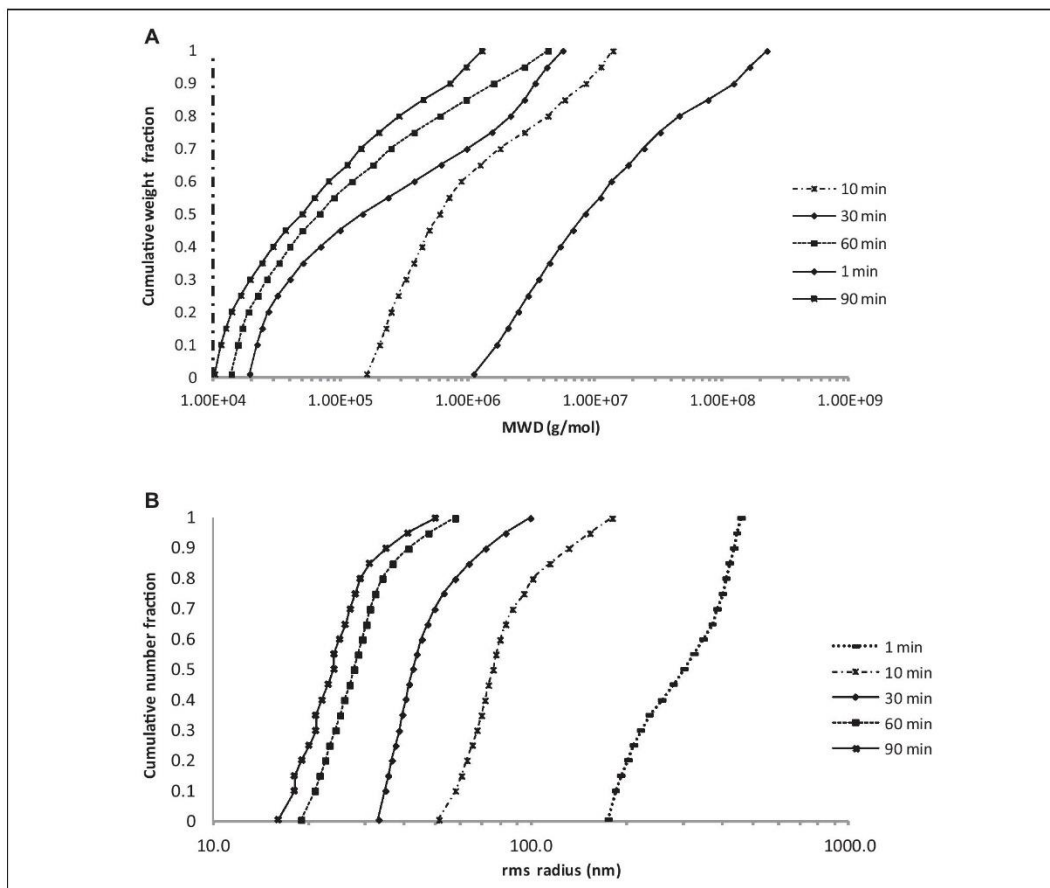 A
Cumulative weight fraction
1
0.9
0.8
0.7
0.6
0.5
0.4
0.3
0.2
0.1
0
1.00E+04 1.00E+05 1.00E+06 1.00E+07 1.00E+08 1.00E+09
MWD (g/mol)
10 min
30 min
60 min
1 min
90 min
B
Cumulative number fraction
1
0.9
0.8
0.7
0.6
0.5
0.4
0.3
0.2
0.1
0
10.0 100.0 1000.0
rms radius (nm)
1 min
10 min
30 min
60 min
90 min